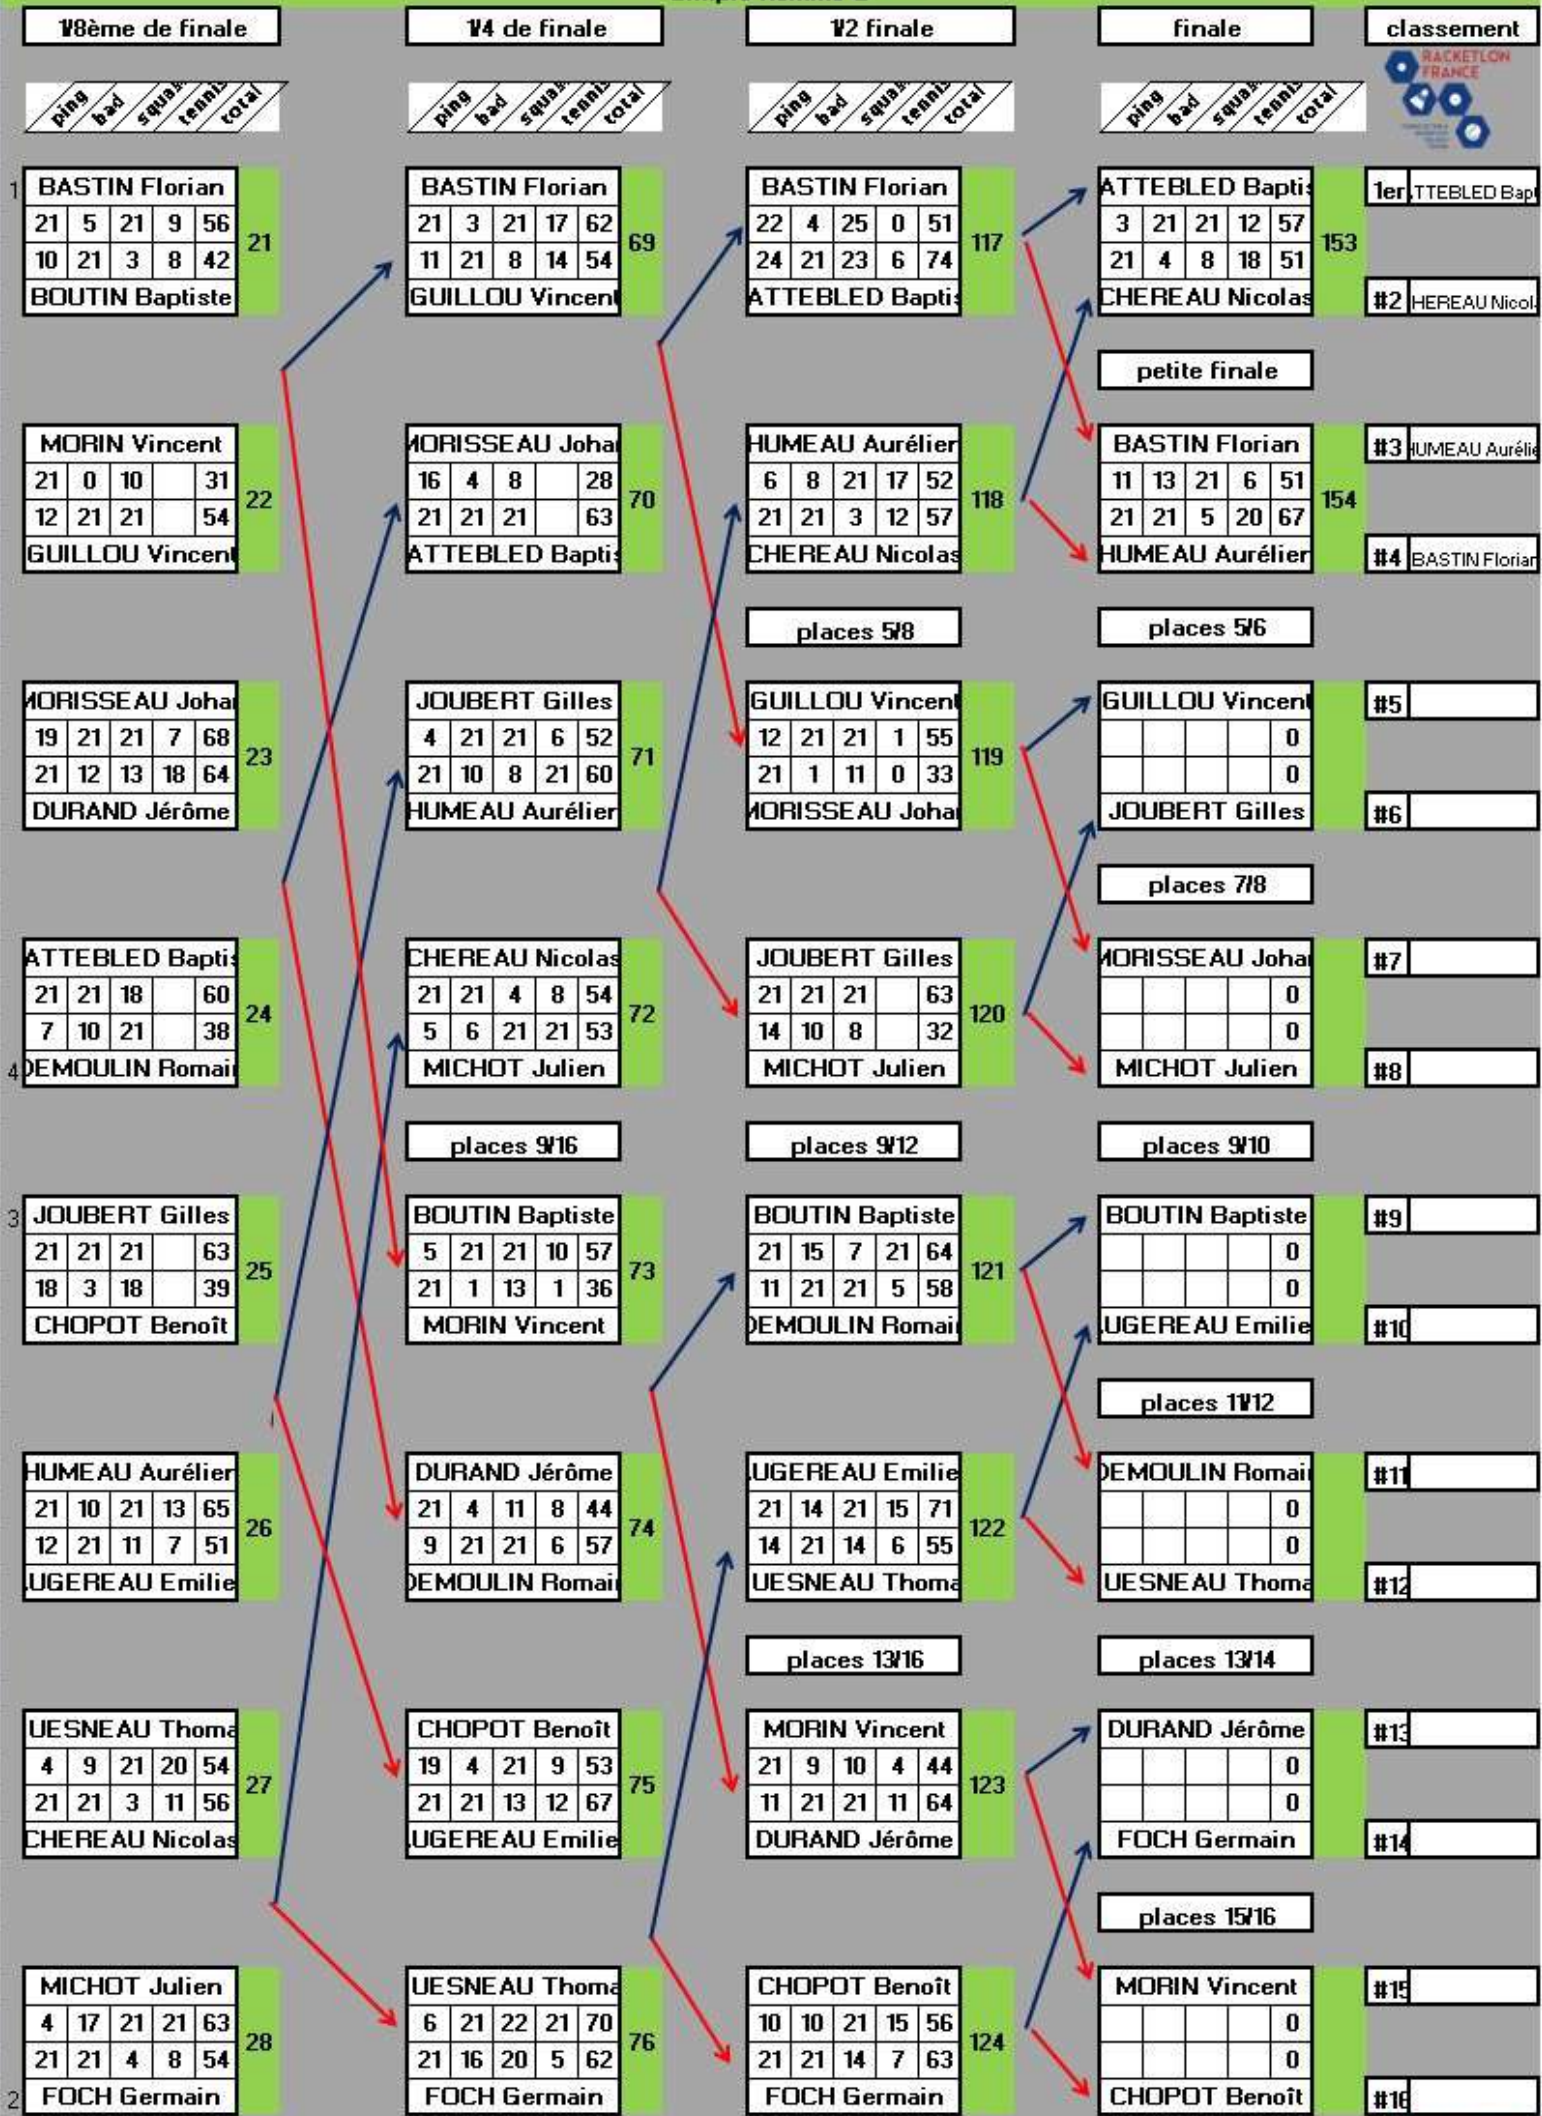 1/8ème de finale 1/4 de finale 1/2 finale finale classement
RACKETLON
FRANCE
ping bad squa tennis total ping bad squa tennis total ping bad squa tennis total ping bad squa tennis total
1 BASTIN Florian BASTIN Florian BASTIN Florian ATTEBLED Baptis 1er TTEBLED Bap
21 5 21 9 56 21 3 21 17 62 22 4 25 0 51 3 21 21 12 57
21 69 117 153
10 21 3 8 42 11 21 8 14 54 24 21 23 6 74 21 4 8 18 51
BOUTIN Baptiste GUILLOU Vincent ATTEBLED Baptis CHEREAU Nicolas #2 HEREAU Nicol
petite finale
MORIN Vincent MORISSEAU Joha HUMEAU Aurélien BASTIN Florian #3 HUMEAU Aurélie
21 0 10 31 16 4 8 28 6 8 21 17 52 11 13 21 6 51
22 70 118 154
12 21 21 54 21 21 21 63 21 21 3 12 57 21 21 5 20 67
GUILLOU Vincent ATTEBLED Baptis CHEREAU Nicolas HUMEAU Aurélien #4 BASTIN Florian
places 5/8 places 5/6
MORISSEAU Joha JOUBERT Gilles GUILLOU Vincent GUILLOU Vincent #5
19 21 21 7 68 4 21 21 6 52 12 21 21 1 55 0
23 71 119
21 12 13 18 64 21 10 8 21 60 21 1 11 0 33 0
DURAND Jérôme HUMEAU Aurélien MORISSEAU Joha JOUBERT Gilles #6
places 7/8
ATTEBLED Baptis CHEREAU Nicolas JOUBERT Gilles MORISSEAU Joha #7
21 21 18 60 21 21 4 8 54 21 21 21 63 0
24 72 120
7 10 21 38 5 6 21 21 53 14 10 8 32 0
4 DEMOULIN Romai MICHOT Julien MICHOT Julien MICHOT Julien #8
places 9/16 places 9/12 places 9/10
3 JOUBERT Gilles BOUTIN Baptiste BOUTIN Baptiste BOUTIN Baptiste #9
21 21 21 63 5 21 21 10 57 21 15 7 21 64 0
25 73 121
18 3 18 39 21 1 13 1 36 11 21 21 5 58 0
CHOPOT Benoît MORIN Vincent DEMOULIN Romai UGEREAU Emilie #10
places 11/12
HUMEAU Aurélien DURAND Jérôme UGEREAU Emilie DEMOULIN Romai #11
21 10 21 13 65 21 4 11 8 44 21 14 21 15 71 0
26 74 122
12 21 11 7 51 9 21 21 6 57 14 21 14 6 55 0
UGEREAU Emilie DEMOULIN Romai UESNEAU Thoma UESNEAU Thoma #12
places 13/16 places 13/14
UESNEAU Thoma CHOPOT Benoît MORIN Vincent DURAND Jérôme #13
4 9 21 20 54 19 4 21 9 53 21 9 10 4 44 0
27 75 123
21 21 3 11 56 21 21 13 12 67 11 21 21 11 64 0
CHEREAU Nicolas UGEREAU Emilie DURAND Jérôme FOCH Germain #14
places 15/16
MICHOT Julien UESNEAU Thoma CHOPOT Benoît MORIN Vincent #15
4 17 21 21 63 6 21 22 21 70 10 10 21 15 56 0
28 76 124
21 21 4 8 54 21 16 20 5 62 21 21 14 7 63 0
2 FOCH Germain FOCH Germain FOCH Germain CHOPOT Benoît #16